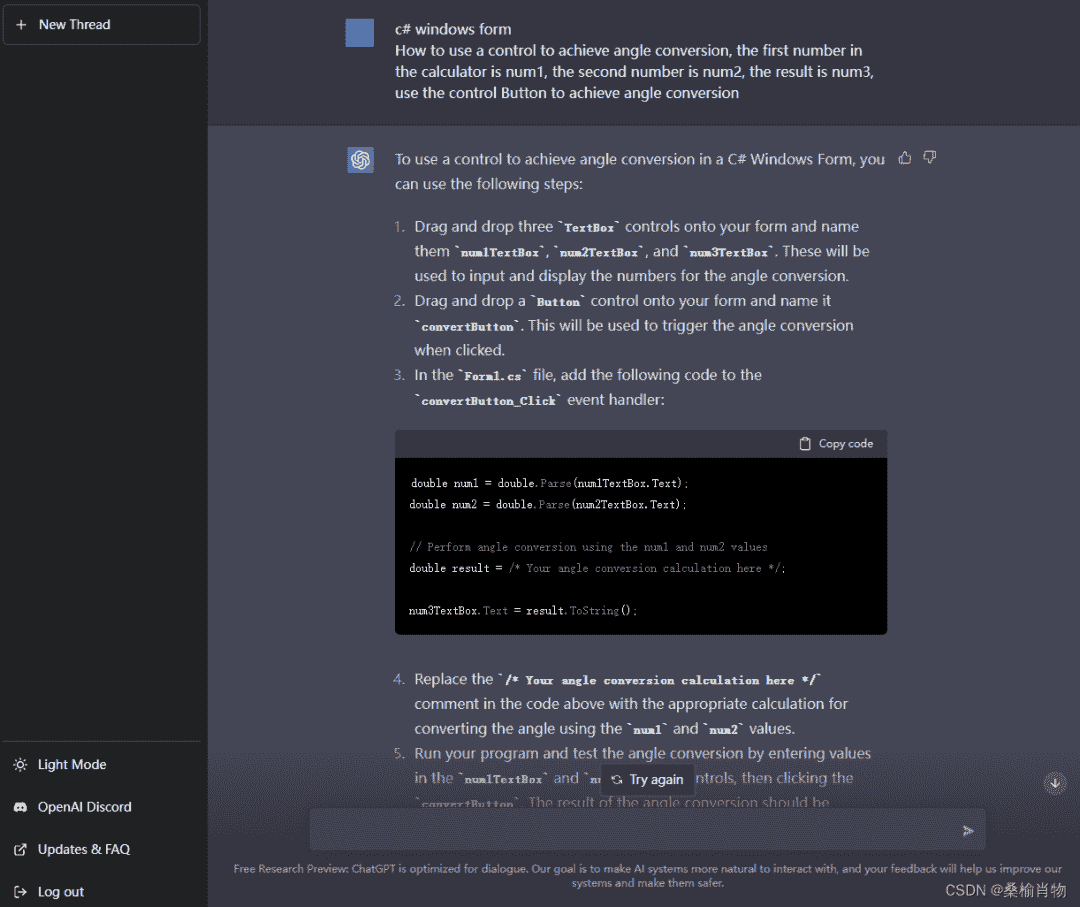 New Thread
c# windows form
How to use a control to achieve angle conversion, the first number in
the calculator is num1, the second number is num2, the result is num3,
use the control Button to achieve angle conversion
To use a control to achieve angle conversion in a C# Windows Form, you
can use the following steps:
1. Drag and drop three `TextBox` controls onto your form and name
them `num1TextBox`, `num2TextBox`, and `num3TextBox`. These will be
used to input and display the numbers for the angle conversion.
2. Drag and drop a `Button` control onto your form and name it
`convertButton`. This will be used to trigger the angle conversion
when clicked.
3. In the `Form1.cs` file, add the following code to the
`convertButton_Click` event handler:
Copy code
double num1 = double.Parse(num1TextBox.Text);
double num2 = double.Parse(num2TextBox.Text);
// Perform angle conversion using the num1 and num2 values
double result = /* Your angle conversion calculation here */;
num3TextBox.Text = result.ToString();
4. Replace the `/* Your angle conversion calculation here */`
comment in the code above with the appropriate calculation for
converting the angle using the `num1` and `num2` values.
5. Run your program and test the angle conversion by entering values
in the `num1TextBox` and ntrols, then clicking the
Try again
`convertButton`. The result of the angle conversion should be
Light Mode
OpenAI Discord
Updates & FAQ
Log out
Free Research Preview: ChatGPT is optimized for dialogue. Our goal is to make AI systems more natural to interact with, and your feedback will help us improve our
systems and make them safer.
CSDN @桑榆肖物